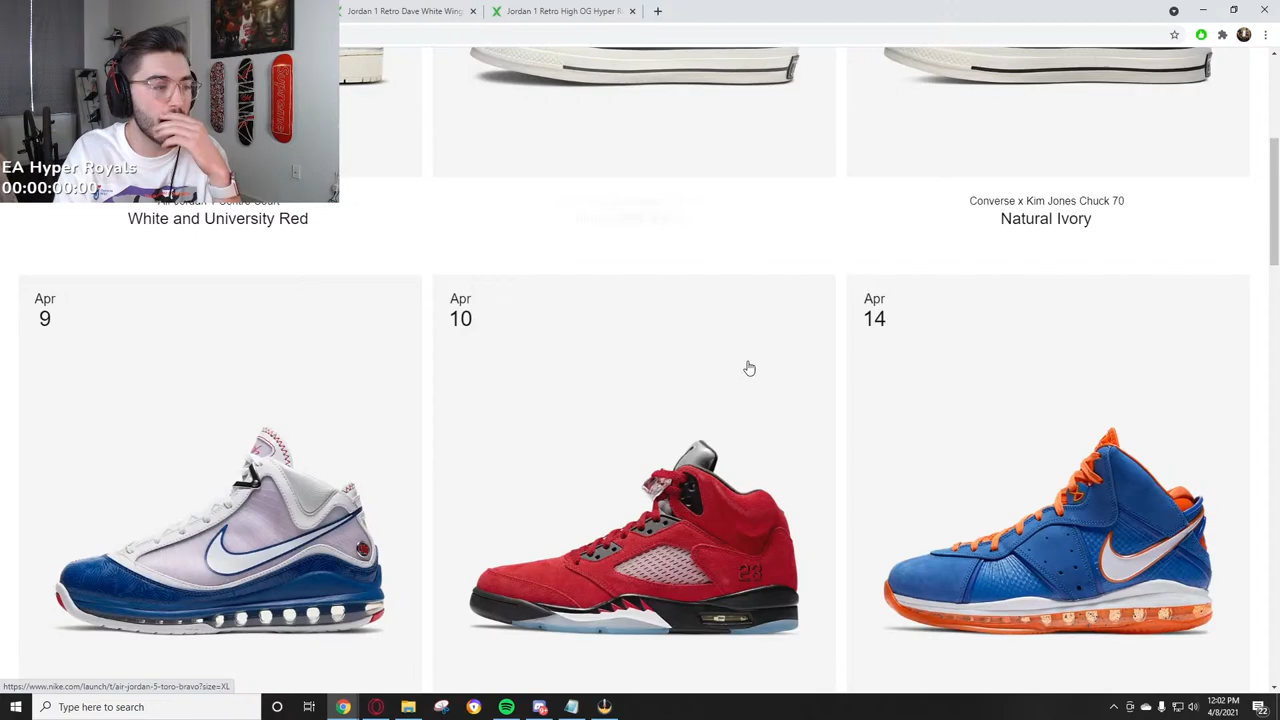 Jordan 1 Retro Dave White Wing
Jordan 1 Retro High OG Hyper R
EA Hyper Royals
00:00:00:00
White and University Red
Converse x Kim Jones Chuck 70
Natural Ivory
Apr
9
Apr
10
Apr
14
23
https://www.nike.com/launch/t/air-jordan-5-toro-bravo?size=XL
Type here to search
12:02 PM
4/8/2021
22